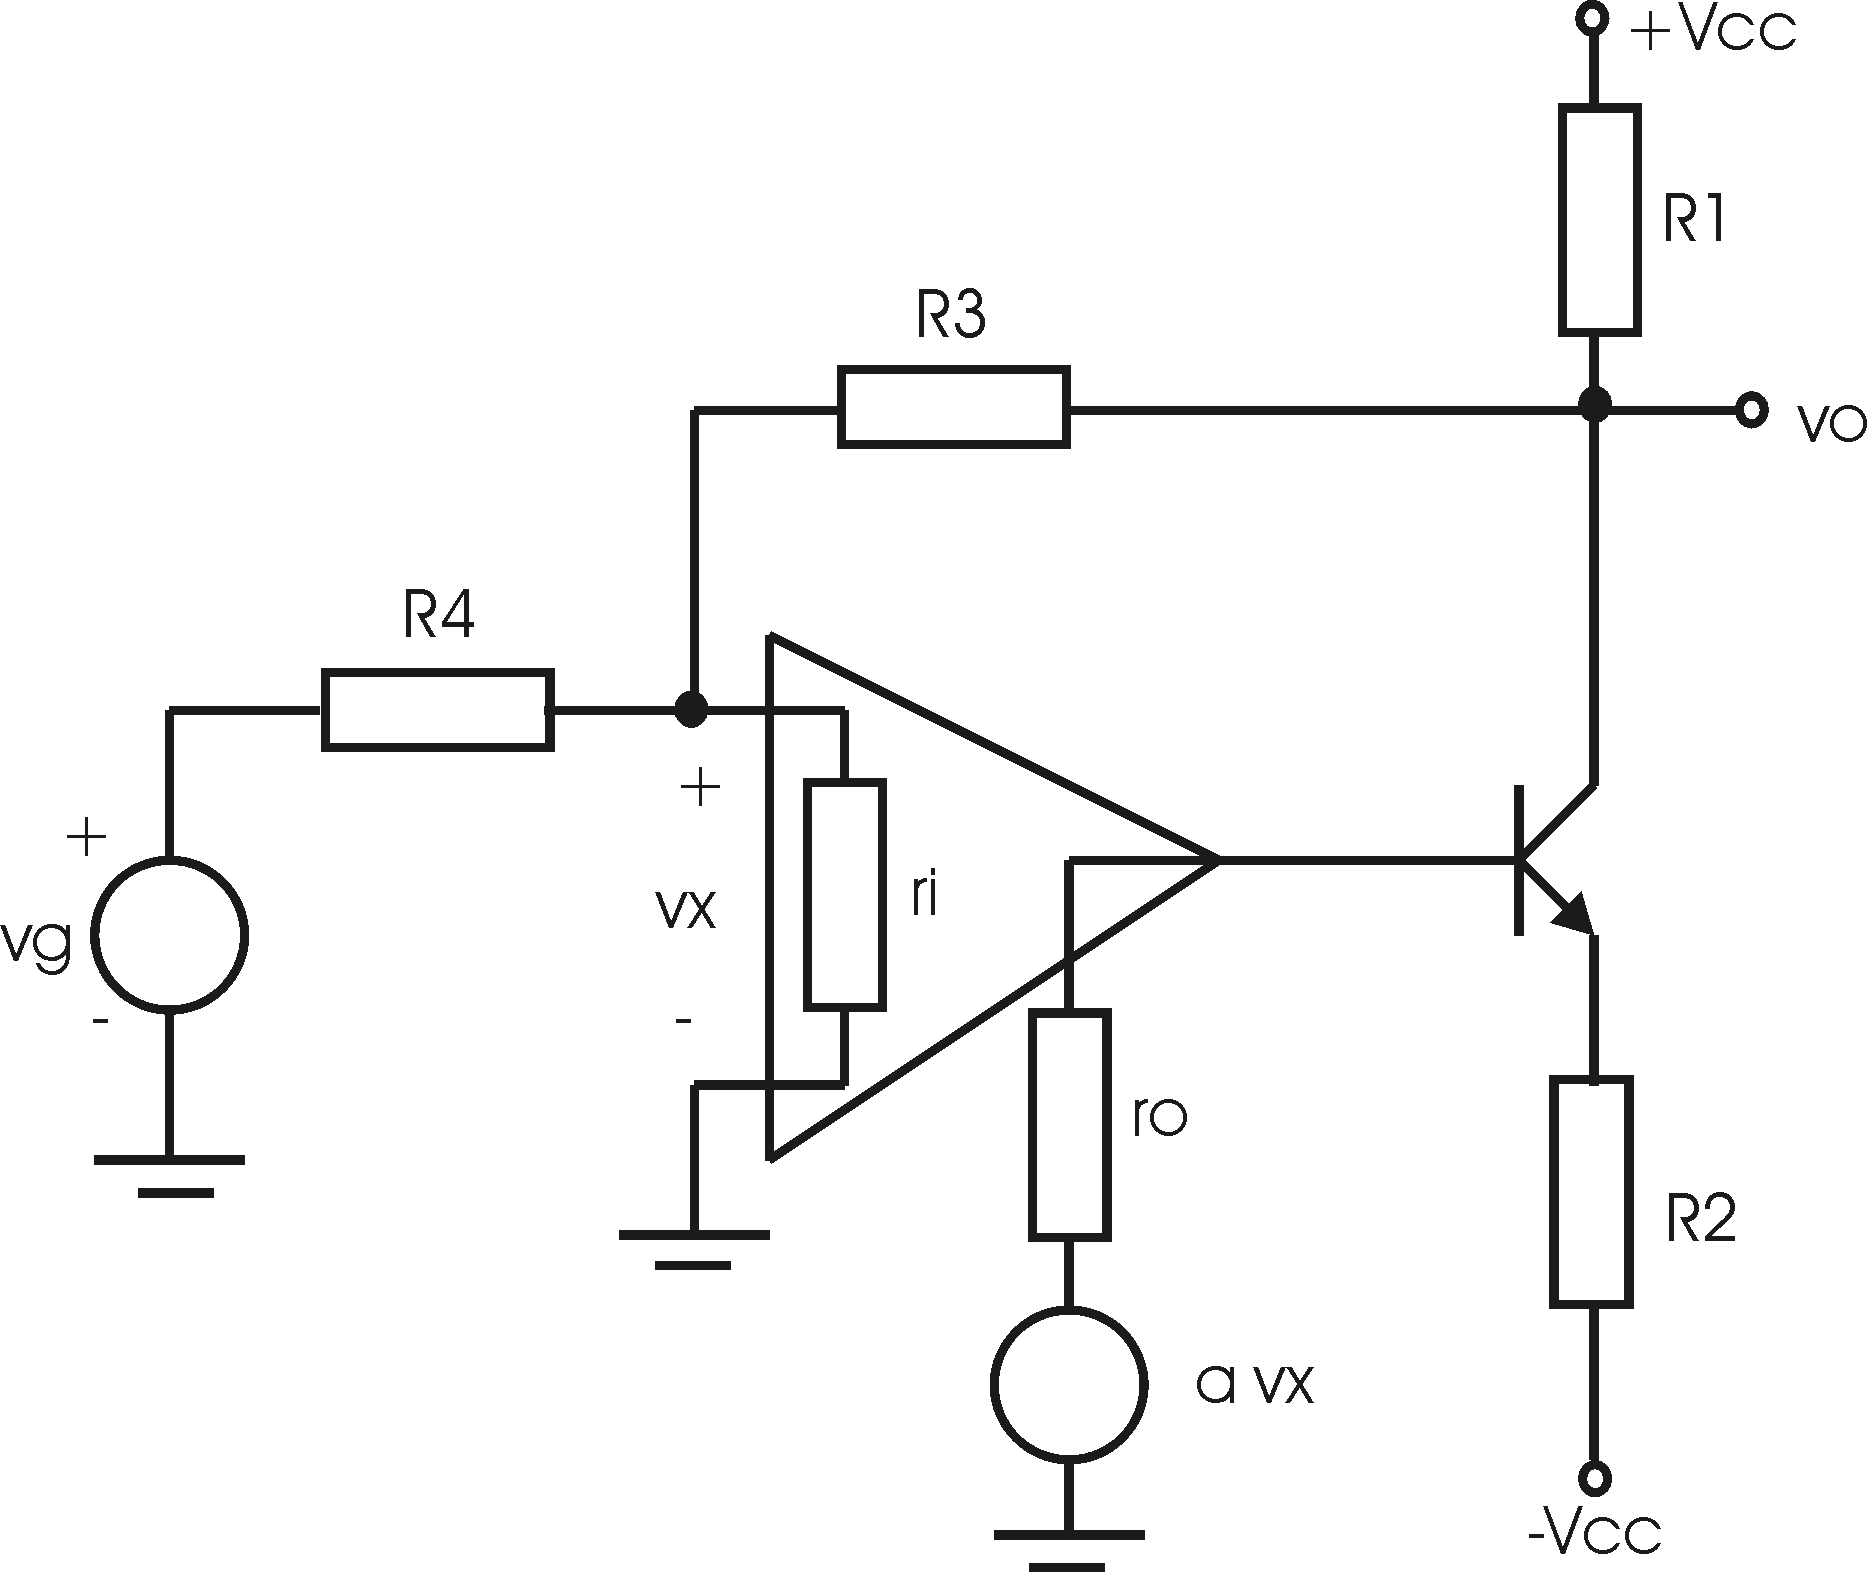 +Vcc
R1
R3
vo
R4
+
+
vx
ri
vg
-
-
ro
R2
a vx
-Vcc